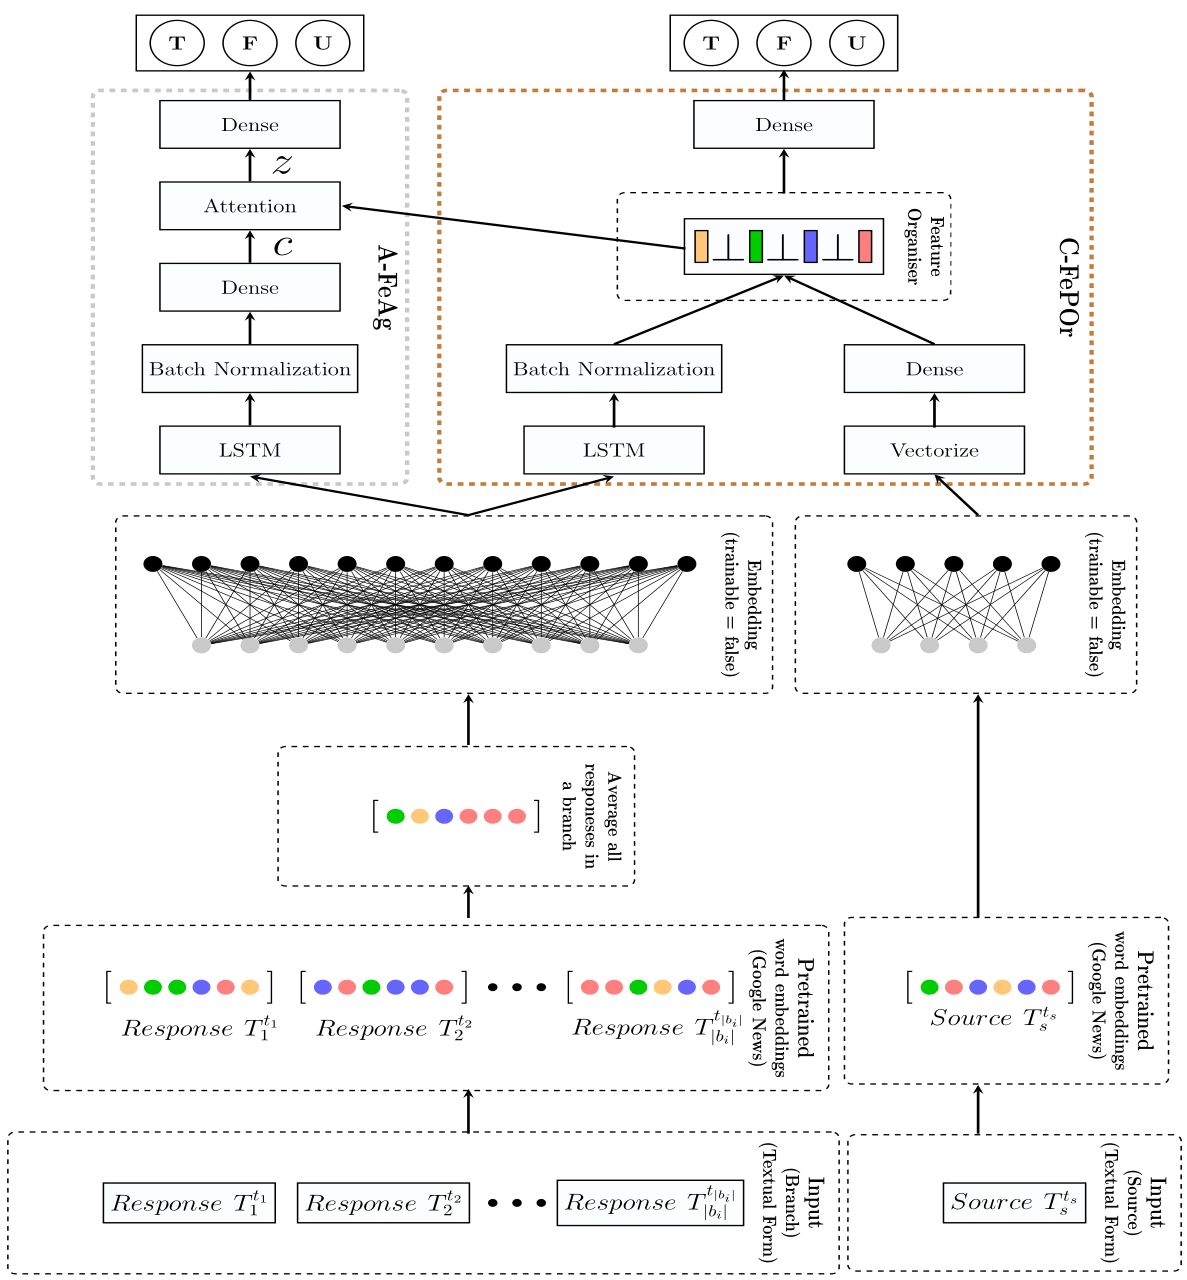 T F U
T F U
Dense
Dense
z
Attention
Feature
Organiser
c
A-FeAg
C-FePOr
Dense
Batch Normalization
Batch Normalization
Dense
LSTM
LSTM
Vectorize
Embedding
(trainable = false)
Embedding
(trainable = false)
Average all
responeses in
a branch
[ ]
Pretrained
word embeddings
(Google News)
Pretrained
word embeddings
(Google News)
[ ] [ ] • • • [ ]
[ ]
Response $T_1^{t_1}$ Response $T_2^{t_2}$ Response $T_{|b_i|}^{t_{|b_i|}}$
Source $T_s^{t_s}$
Input
(Branch)
(Textual Form)
Input
(Source)
(Textual Form)
Response $T_1^{t_1}$ Response $T_2^{t_2}$ • • • Response $T_{|b_i|}^{t_{|b_i|}}$
Source $T_s^{t_s}$